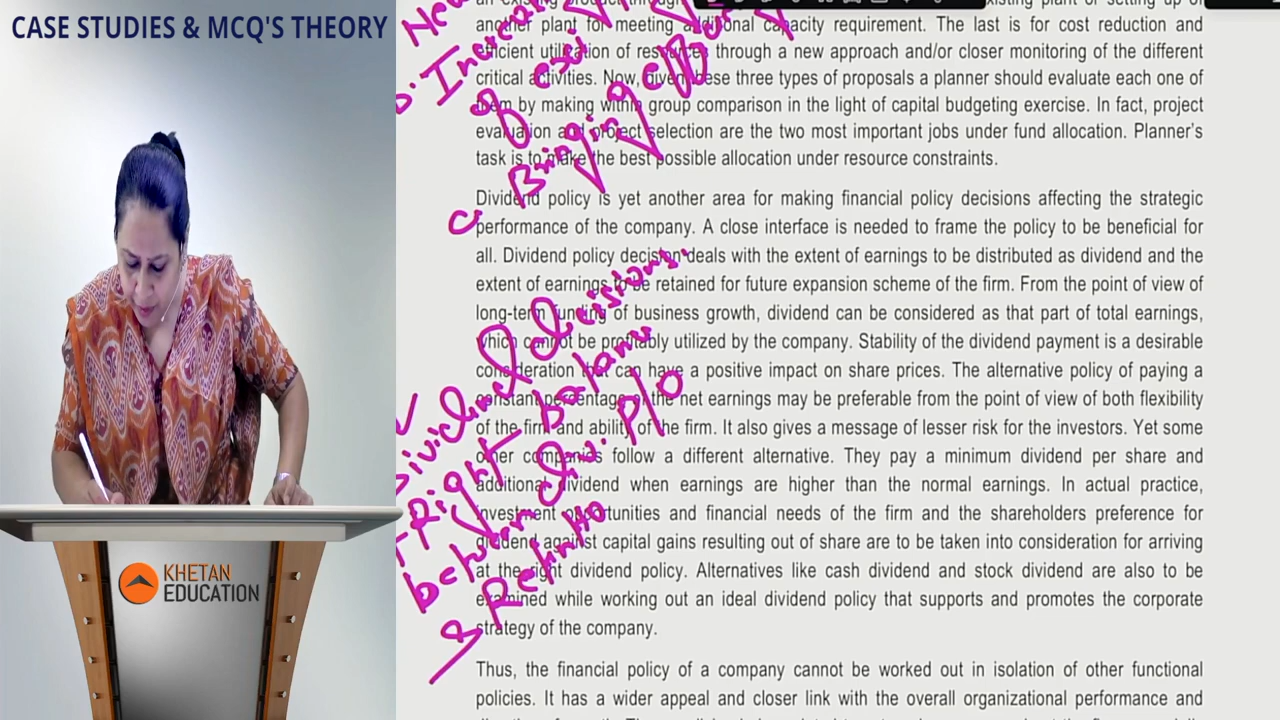 CASE STUDIES & MCQ'S THEORY
KHETAN
EDUCATION
an existing product through existing plant or setting up of
another plant for meeting additional capacity requirement. The last is for cost reduction and
efficient utilization of resources through a new approach and/or closer monitoring of the different
critical activities. Now, given these three types of proposals a planner should evaluate each one of
them by making within group comparison in the light of capital budgeting exercise. In fact, project
evaluation and project selection are the two most important jobs under fund allocation. Planner's
task is to make the best possible allocation under resource constraints.
Dividend policy is yet another area for making financial policy decisions affecting the strategic
performance of the company. A close interface is needed to frame the policy to be beneficial for
all. Dividend policy decision deals with the extent of earnings to be distributed as dividend and the
extent of earnings to be retained for future expansion scheme of the firm. From the point of view of
long-term funding of business growth, dividend can be considered as that part of total earnings,
which cannot be profitably utilized by the company. Stability of the dividend payment is a desirable
consideration that can have a positive impact on share prices. The alternative policy of paying a
constant percentage of the net earnings may be preferable from the point of view of both flexibility
of the firm and ability of the firm. It also gives a message of lesser risk for the investors. Yet some
other companies follow a different alternative. They pay a minimum dividend per share and
additional dividend when earnings are higher than the normal earnings. In actual practice,
investment opportunities and financial needs of the firm and the shareholders preference for
dividend against capital gains resulting out of share are to be taken into consideration for arriving
at the right dividend policy. Alternatives like cash dividend and stock dividend are also to be
examined while working out an ideal dividend policy that supports and promotes the corporate
strategy of the company.
Thus, the financial policy of a company cannot be worked out in isolation of other functional
policies. It has a wider appeal and closer link with the overall organizational performance and
c. Bringing
Dividend decisions.
Right balance
between div. P/O
&